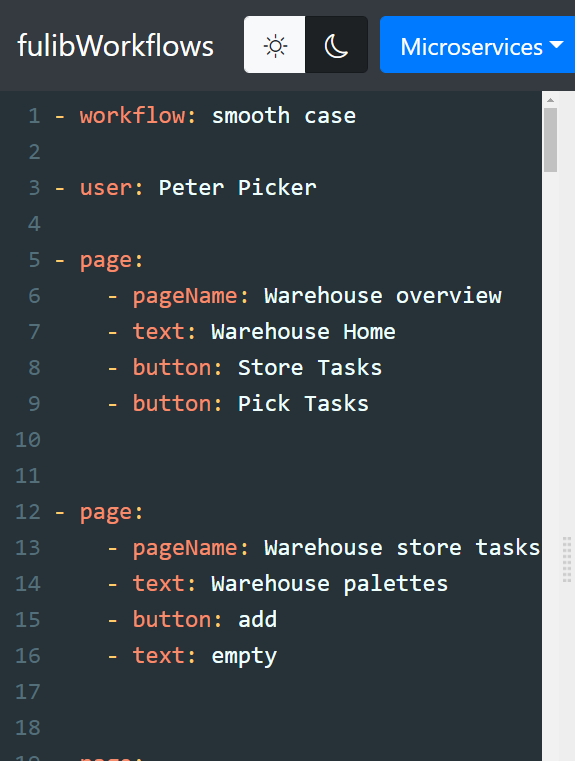 fulibWorkflows
Microservices
1 - workflow: smooth case
2
3 - user: Peter Picker
4
5 - page:
6 - pageName: Warehouse overview
7 - text: Warehouse Home
8 - button: Store Tasks
9 - button: Pick Tasks
10
11
12 - page:
13 - pageName: Warehouse store tasks
14 - text: Warehouse palettes
15 - button: add
16 - text: empty
17
18
19 - page: